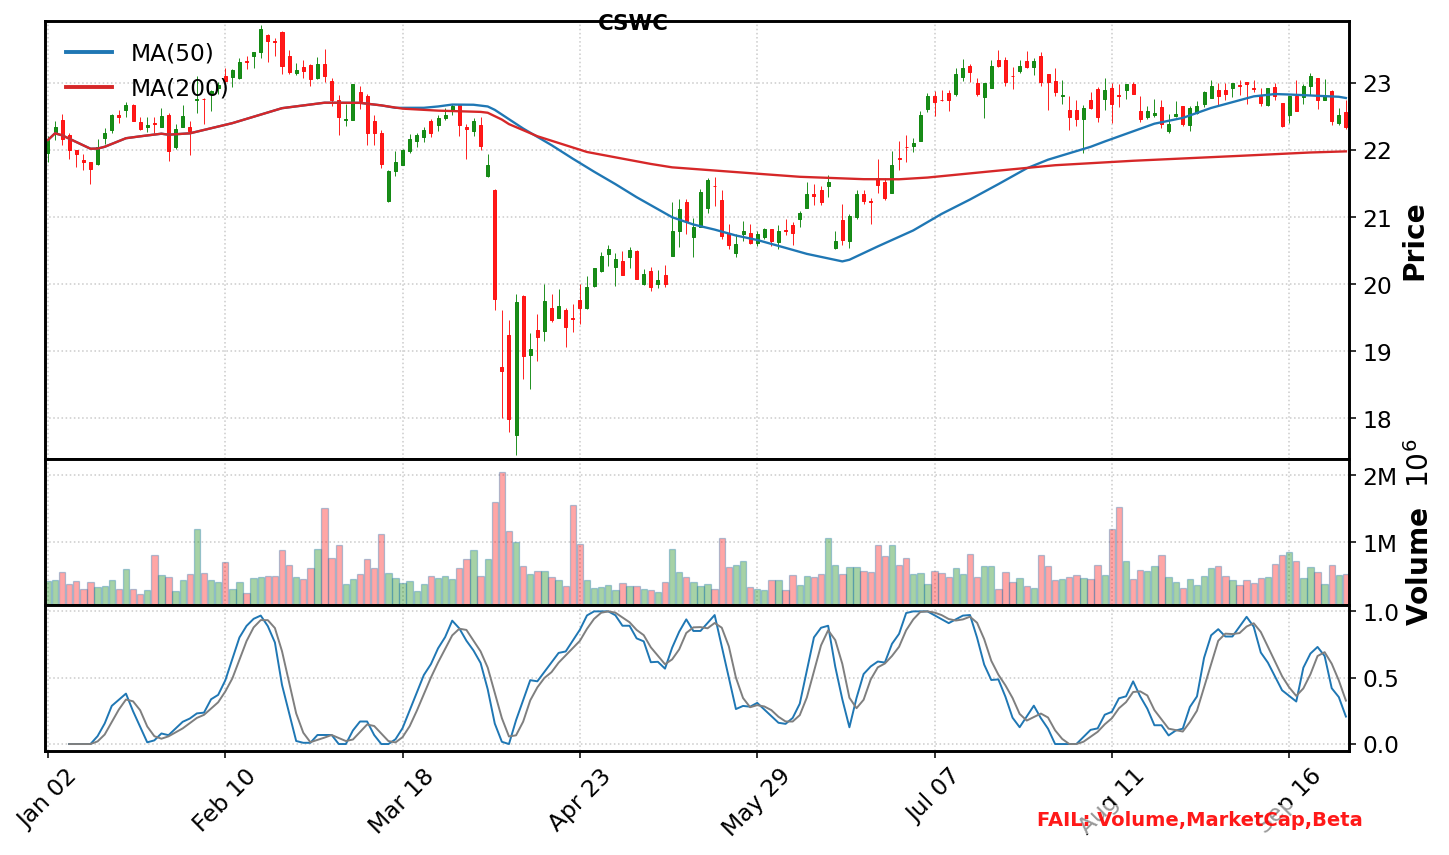 CSWC
MA(50)
MA(200)
23
22
21
20
19
18
Price
2M
1M
Volume 10^6
1.0
0.5
0.0
Jan 02
Feb 10
Mar 18
Apr 23
May 29
Jul 07
Aug 11
Sep 16
FAIL: Volume,MarketCap,Beta